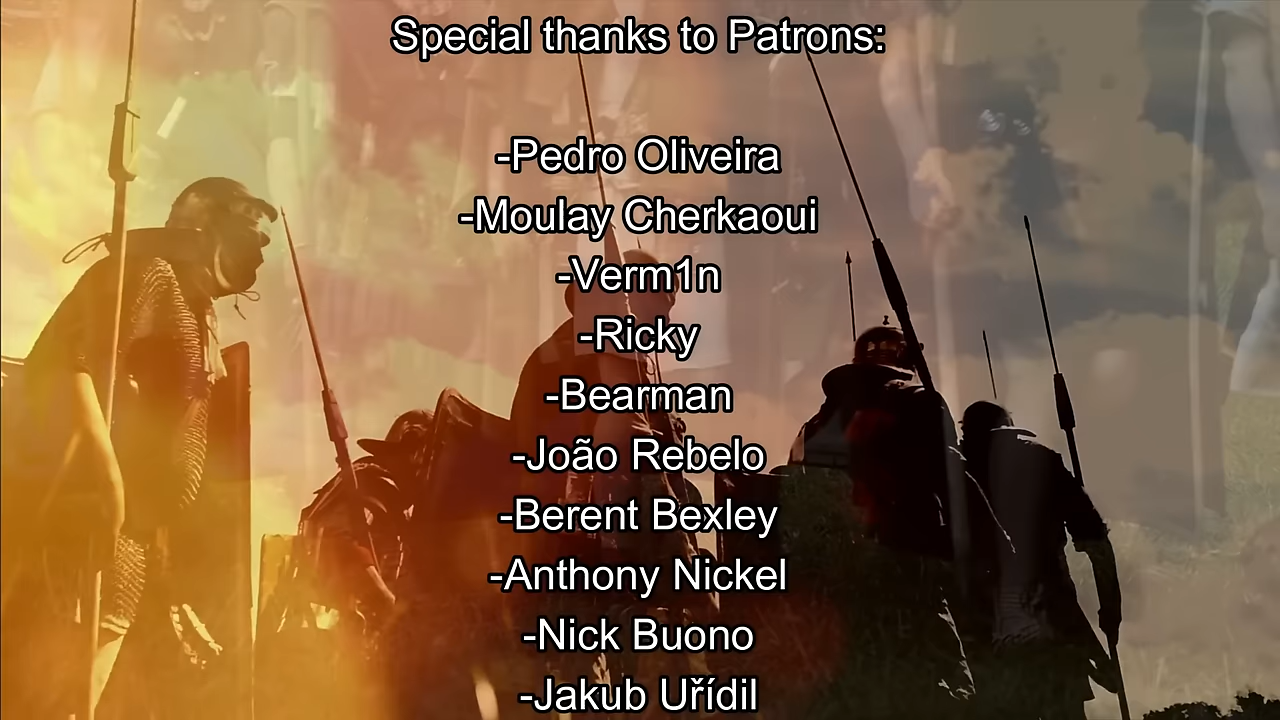 Special thanks to Patrons:
-Pedro Oliveira
-Moulay Cherkaoui
-Verm1n
-Ricky
-Bearman
-João Rebelo
-Berent Bexley
-Anthony Nickel
-Nick Buono
-Jakub Uřídil